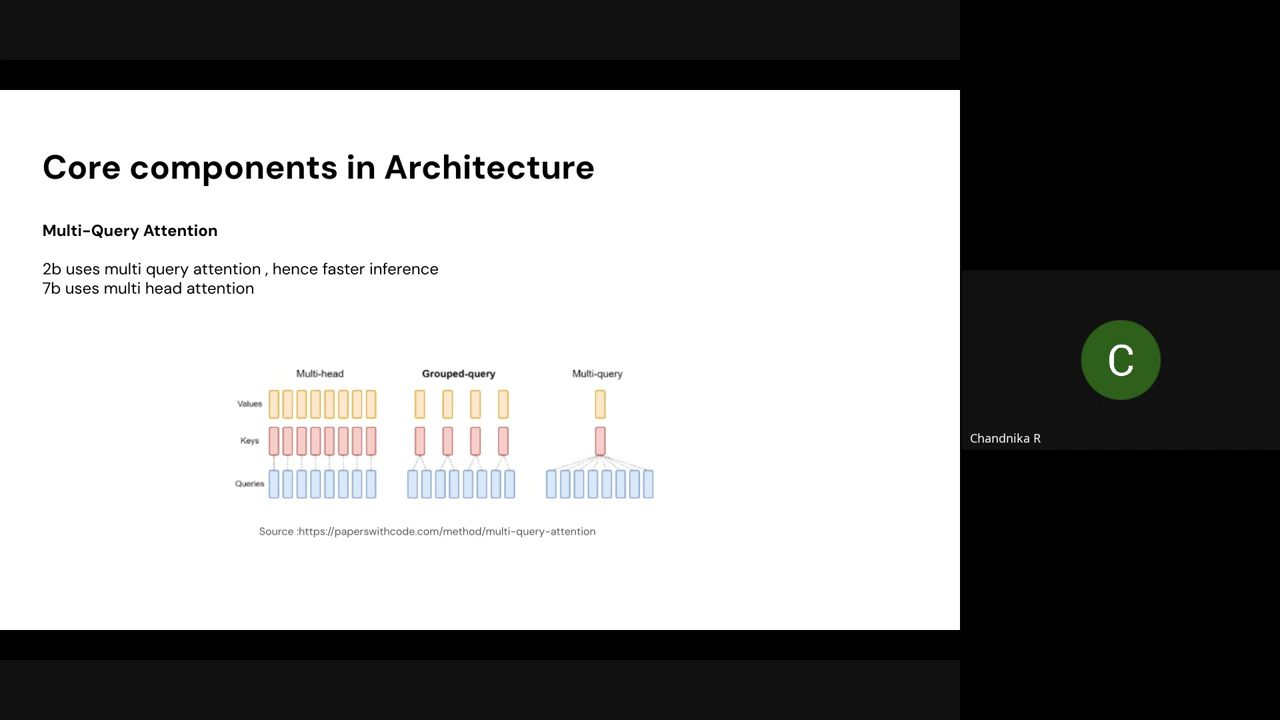 Core components in Architecture
Multi-Query Attention
2b uses multi query attention , hence faster inference
7b uses multi head attention
Multi-head Grouped-query Multi-query
Values
Keys
Queries
Source :https://paperswithcode.com/method/multi-query-attention
C
Chandnika R